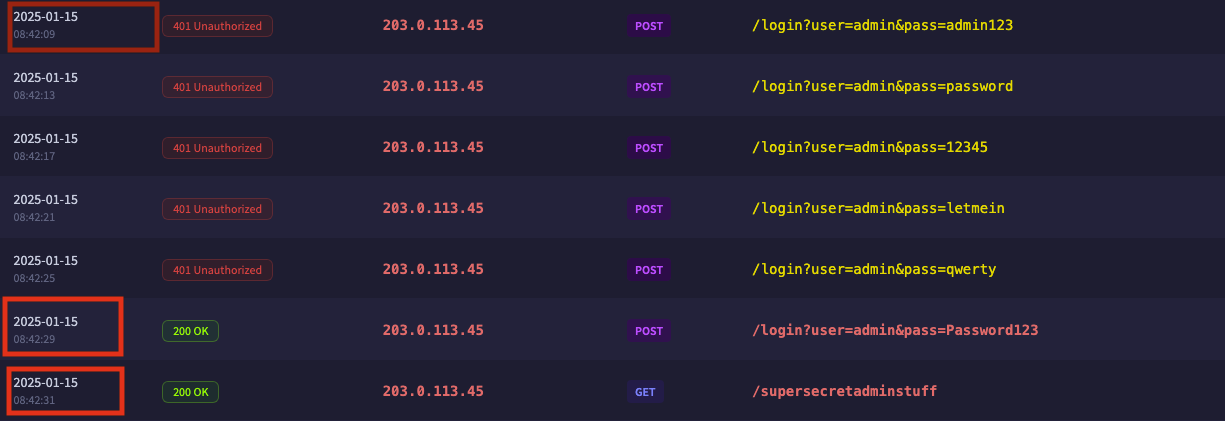 2025-01-15 401 Unauthorized 203.0.113.45 POST /login?user=admin&pass=admin123
08:42:09
2025-01-15 401 Unauthorized 203.0.113.45 POST /login?user=admin&pass=password
08:42:13
2025-01-15 401 Unauthorized 203.0.113.45 POST /login?user=admin&pass=12345
08:42:17
2025-01-15 401 Unauthorized 203.0.113.45 POST /login?user=admin&pass=letmein
08:42:21
2025-01-15 401 Unauthorized 203.0.113.45 POST /login?user=admin&pass=qwerty
08:42:25
2025-01-15 200 OK 203.0.113.45 POST /login?user=admin&pass=Password123
08:42:29
2025-01-15 200 OK 203.0.113.45 GET /supersecretadminstuff
08:42:31